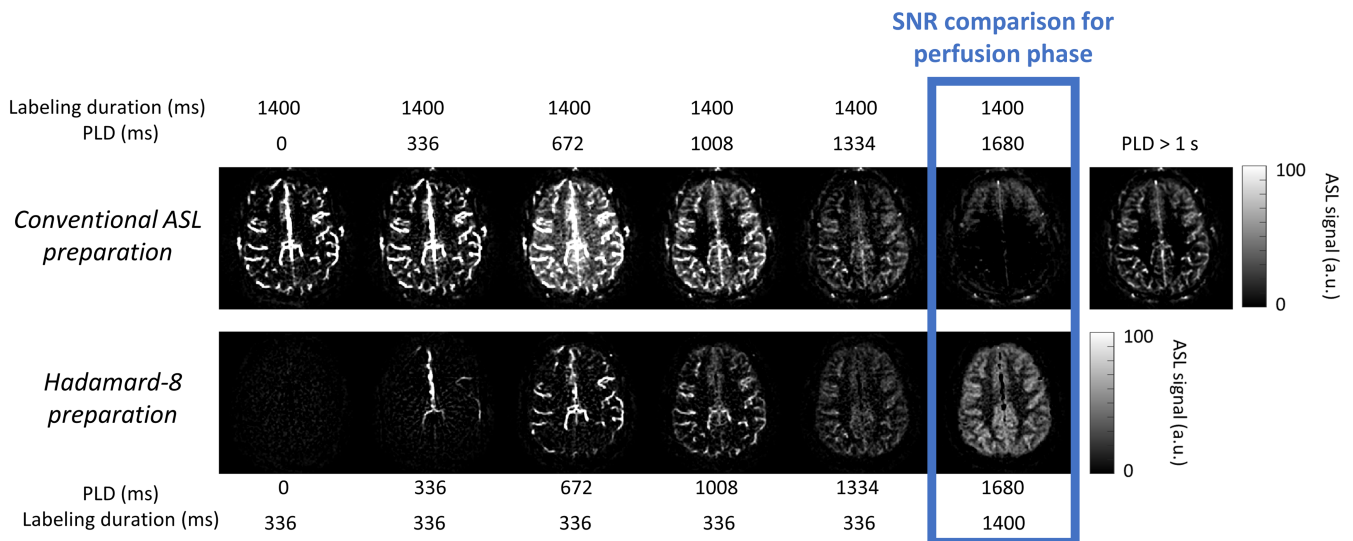 SNR comparison for
perfusion phase
Labeling duration (ms) 1400 1400 1400 1400 1400 1400
PLD (ms) 0 336 672 1008 1334 1680 PLD > 1 s
Conventional ASL
preparation
100
0
ASL signal (a.u.)
Hadamard-8
preparation
100
0
ASL signal (a.u.)
PLD (ms) 0 336 672 1008 1334 1680
Labeling duration (ms) 336 336 336 336 336 1400